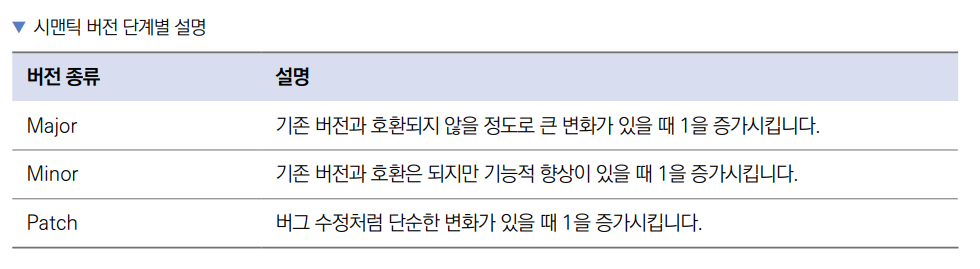 ▼ 시맨틱 버전 단계별 설명
버전 종류 설명
Major 기존 버전과 호환되지 않을 정도로 큰 변화가 있을 때 1을 증가시킵니다.
Minor 기존 버전과 호환은 되지만 기능적 향상이 있을 때 1을 증가시킵니다.
Patch 버그 수정처럼 단순한 변화가 있을 때 1을 증가시킵니다.